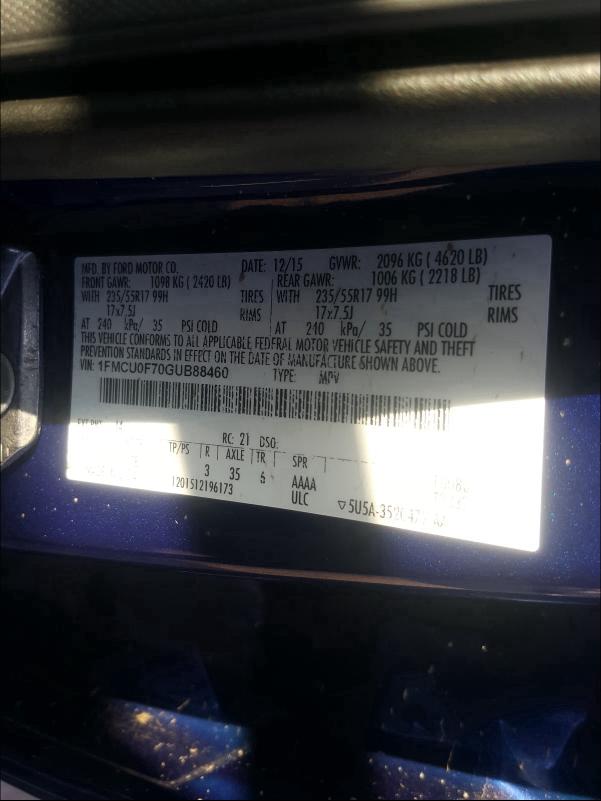 MFD. BY FORD MOTOR CO. DATE: 12/15 GVWR: 2096 KG ( 4620 LB)
FRONT GAWR: 1098 KG ( 2420 LB) REAR GAWR: 1006 KG ( 2218 LB)
WITH 235/55R17 99H TIRES WITH 235/55R17 99H TIRES
17x7.5J RIMS 17x7.5J RIMS
AT 240 kPa/ 35 PSI COLD AT 240 kPa/ 35 PSI COLD
THIS VEHICLE CONFORMS TO ALL APPLICABLE FEDERAL MOTOR VEHICLE SAFETY AND THEFT
PREVENTION STANDARDS IN EFFECT ON THE DATE OF MANUFACTURE SHOWN ABOVE.
VIN: 1FMCU0F70GUB88460 TYPE: MPV
RC: 21 DSO:
TP/PS R AXLE TR SPR
3 35 6 AAAA
1201512196173 ULC